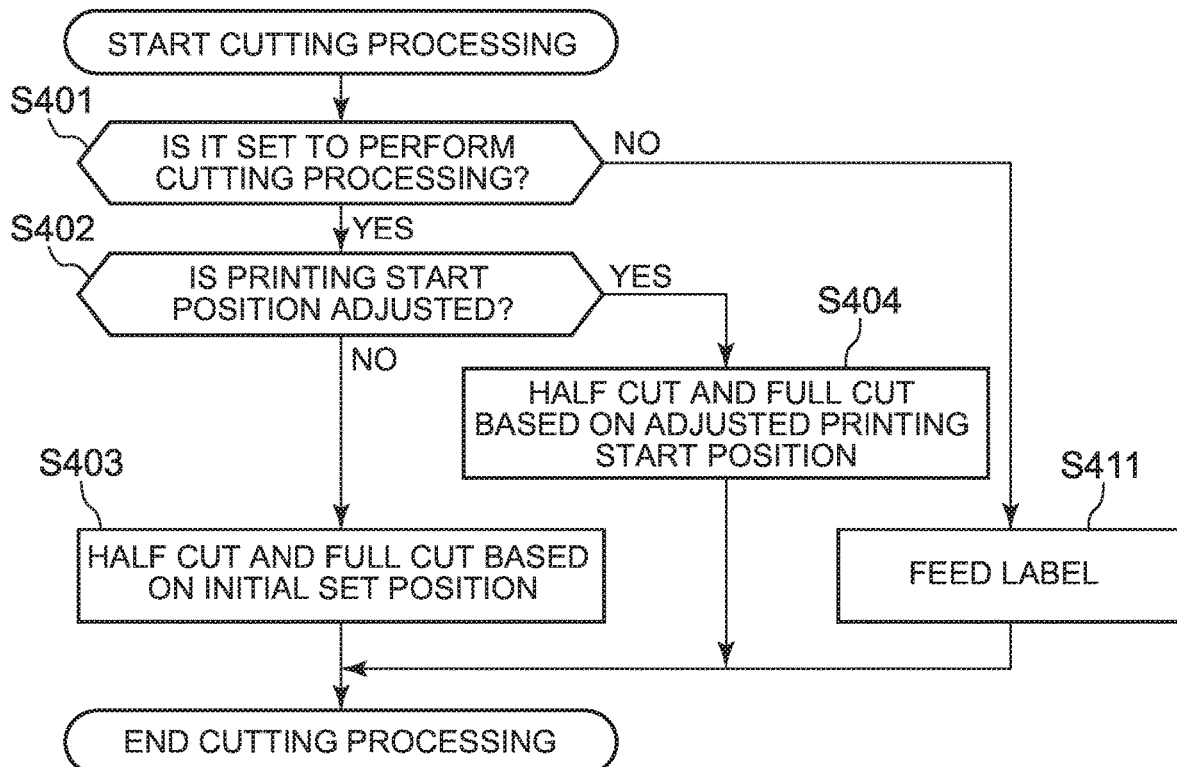 START CUTTING PROCESSING
S401
IS IT SET TO PERFORM
CUTTING PROCESSING?
NO
YES
S402
IS PRINTING START
POSITION ADJUSTED?
YES
NO
S404
HALF CUT AND FULL CUT
BASED ON ADJUSTED PRINTING
START POSITION
S403
HALF CUT AND FULL CUT BASED
ON INITIAL SET POSITION
S411
FEED LABEL
END CUTTING PROCESSING